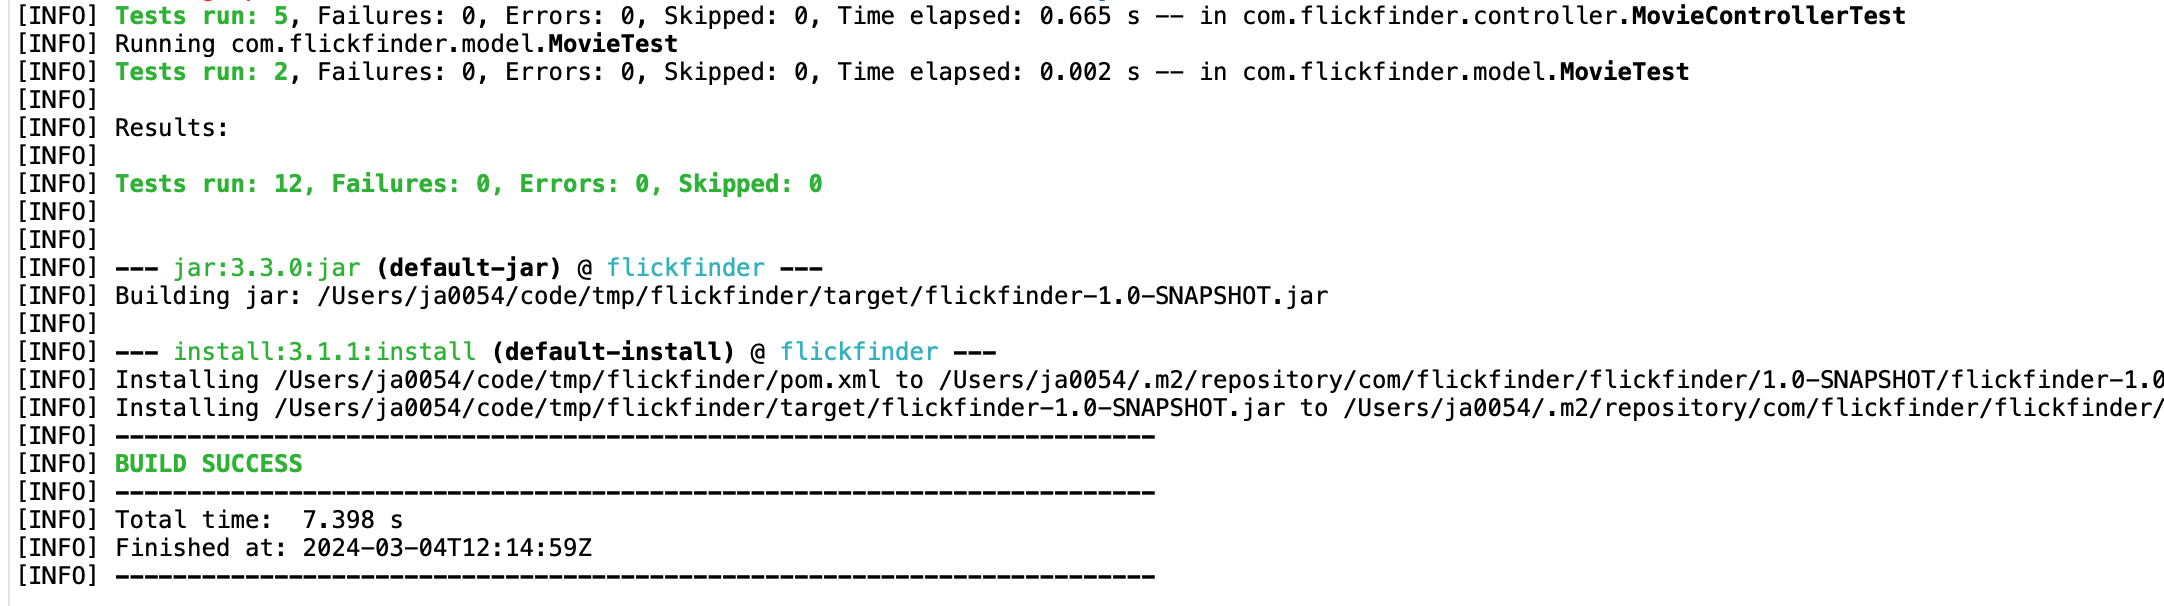 [INFO] Tests run: 5, Failures: 0, Errors: 0, Skipped: 0, Time elapsed: 0.665 s -- in com.flickfinder.controller.MovieControllerTest
[INFO] Running com.flickfinder.model.MovieTest
[INFO] Tests run: 2, Failures: 0, Errors: 0, Skipped: 0, Time elapsed: 0.002 s -- in com.flickfinder.model.MovieTest
[INFO]
[INFO] Results:
[INFO]
[INFO] Tests run: 12, Failures: 0, Errors: 0, Skipped: 0
[INFO]
[INFO]
[INFO] --- jar:3.3.0:jar (default-jar) @ flickfinder ---
[INFO] Building jar: /Users/ja0054/code/tmp/flickfinder/target/flickfinder-1.0-SNAPSHOT.jar
[INFO]
[INFO] --- install:3.1.1:install (default-install) @ flickfinder ---
[INFO] Installing /Users/ja0054/code/tmp/flickfinder/pom.xml to /Users/ja0054/.m2/repository/com/flickfinder/flickfinder/1.0-SNAPSHOT/flickfinder-1.0
[INFO] Installing /Users/ja0054/code/tmp/flickfinder/target/flickfinder-1.0-SNAPSHOT.jar to /Users/ja0054/.m2/repository/com/flickfinder/flickfinder/
[INFO] ------------------------------------------------------------------------
[INFO] BUILD SUCCESS
[INFO] ------------------------------------------------------------------------
[INFO] Total time:  7.398 s
[INFO] Finished at: 2024-03-04T12:14:59Z
[INFO] ------------------------------------------------------------------------